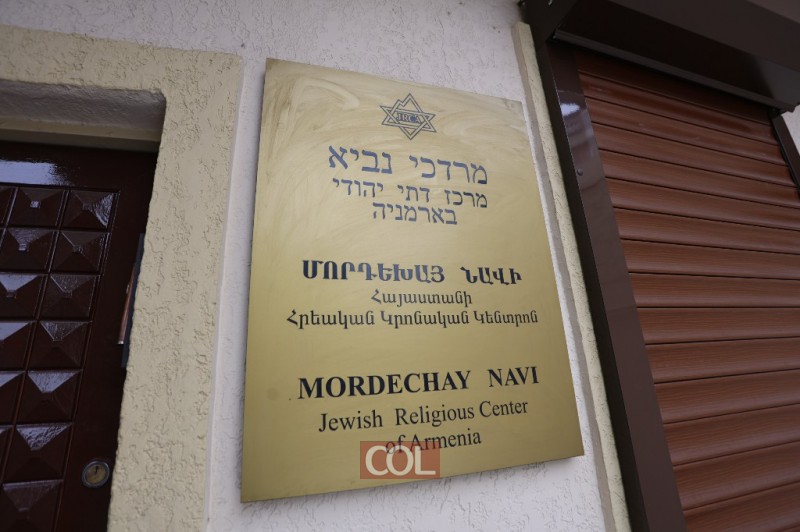 JRCA
מרדכי נביא
מרכז דתי יהודי
בארמניה
ՄՈՐԴԵԽԱՅ ՆԱՎԻ
Հայաստանի
Հրեական Կրոնական Կենտրոն
MORDECHAY NAVI
Jewish Religious Center
of Armenia
COL